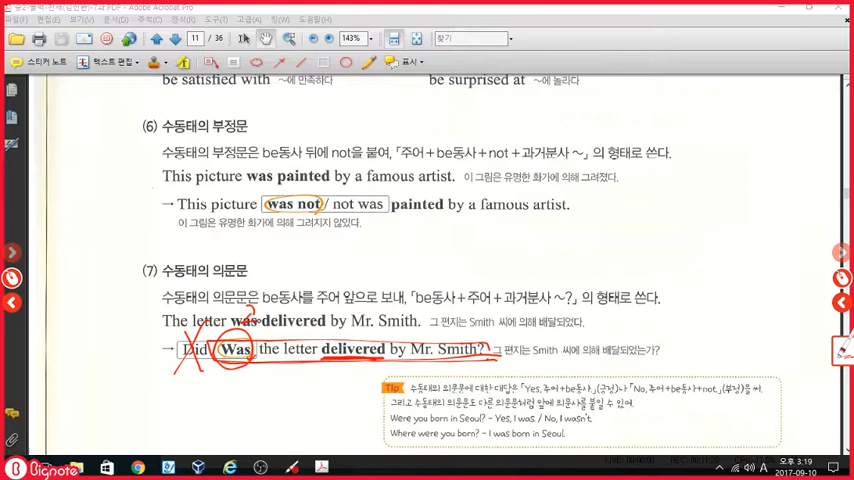 중2-블랙-천재(김진완)-7과.PDF - Adobe Acrobat Pro
파일(F) 편집(E) 보기(V) 문서(D) 주석(C) 양식(R) 도구(T) 고급(A) 창(W) 도움말(H)
11 / 36 143% 찾기
스티커 노트 텍스트 편집 표시
be satisfied with ~에 만족하다 be surprised at ~에 놀라다
(6) 수동태의 부정문
수동태의 부정문은 be동사 뒤에 not을 붙여, 「주어+be동사+not+과거분사 ~」의 형태로 쓴다.
This picture was painted by a famous artist. 이 그림은 유명한 화가에 의해 그려졌다.
→ This picture was not / not was painted by a famous artist.
이 그림은 유명한 화가에 의해 그려지지 않았다.
(7) 수동태의 의문문
수동태의 의문문은 be동사를 주어 앞으로 보내, 「be동사+주어+과거분사 ~?」의 형태로 쓴다.
The letter was delivered by Mr. Smith. 그 편지는 Smith 씨에 의해 배달되었다.
→ Did Was the letter delivered by Mr. Smith? 그 편지는 Smith 씨에 의해 배달되었는가?
Tip 수동태의 의문문에 대한 대답은 「Yes, 주어+be동사.」(긍정)나 「No, 주어+be동사+not.」(부정)을 써.
그리고 수동태의 의문문도 다른 의문문처럼 앞에 의문사를 붙일 수 있어.
Were you born in Seoul? – Yes, I was. / No, I wasn't.
Where were you born? – I was born in Seoul.
Bignote
A 오후 3:19
2017-09-10